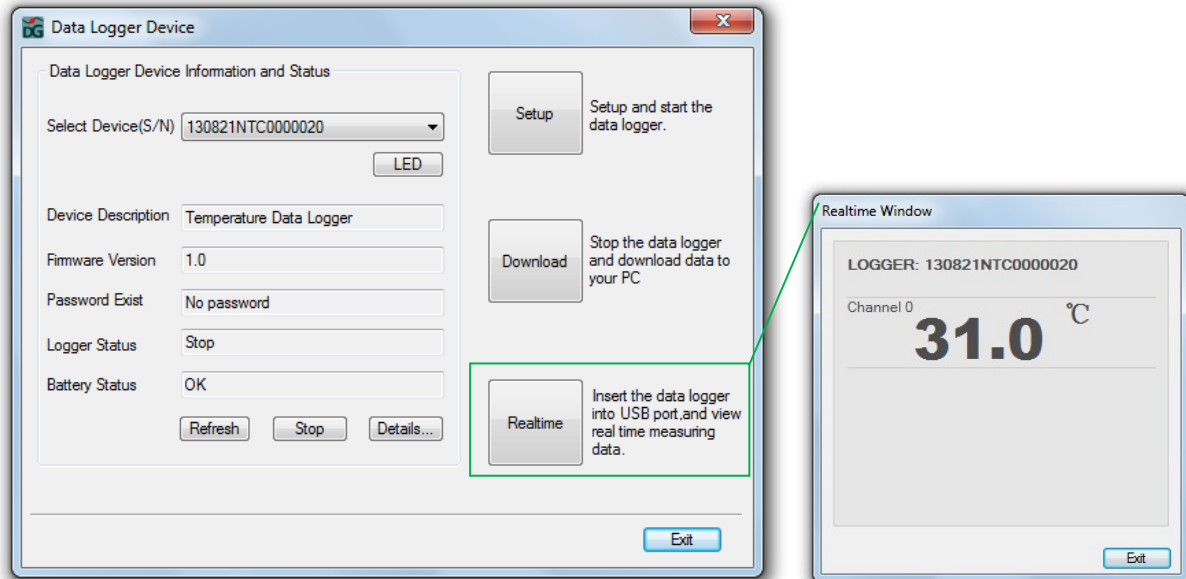 DG Data Logger Device
Data Logger Device Information and Status
Select Device(S/N) 130821NTC0000020
LED
Device Description Temperature Data Logger
Firmware Version 1.0
Password Exist No password
Logger Status Stop
Battery Status OK
Refresh Stop Details...
Setup
Setup and start the
data logger.
Download
Stop the data logger
and download data to
your PC
Realtime
Insert the data logger
into USB port,and view
real time measuring
data.
Exit
Realtime Window
LOGGER: 130821NTC0000020
Channel 0
31.0 ℃
Exit